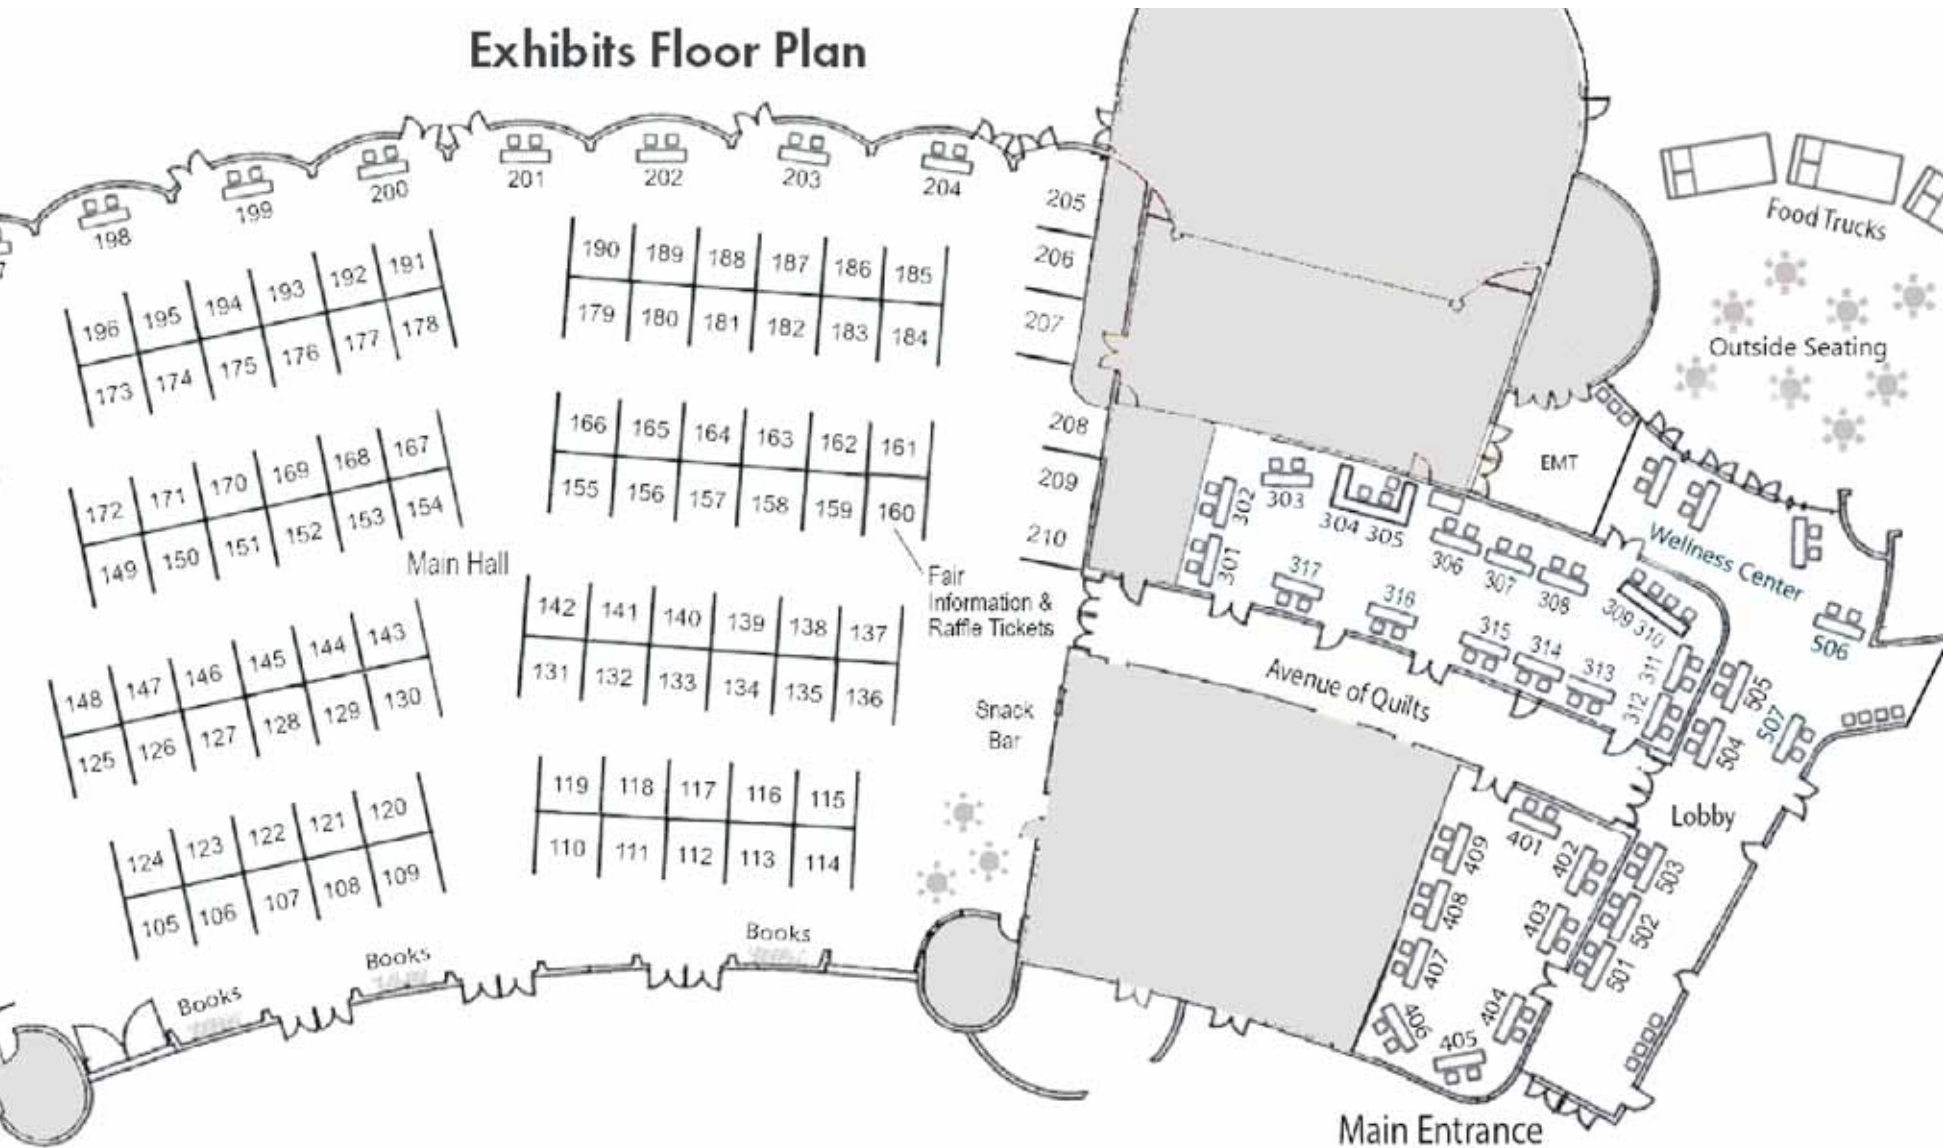 Exhibits Floor Plan
198
199
200
201
202
203
204
205
206
207
208
209
210
7
196 195 194 193 192 191
173 174 175 176 177 178
190 189 188 187 186 185
179 180 181 182 183 184
172 171 170 169 168 167
149 150 151 152 153 154
166 165 164 163 162 161
155 156 157 158 159 160
Main Hall
Fair
Information &
Raffle Tickets
148 147 146 145 144 143
125 126 127 128 129 130
142 141 140 139 138 137
131 132 133 134 135 136
124 123 122 121 120
105 106 107 108 109
119 118 117 116 115
110 111 112 113 114
Snack
Bar
Books
Books
Books
Food Trucks
Outside Seating
EMT
Wellness Center
301
302
303
304 305
306
307
308
309 310
311
312
313
314
315
316
317
Avenue of Quilts
506
505
504
507
Lobby
503
502
501
401
402
403
404
405
406
407
408
409
Main Entrance